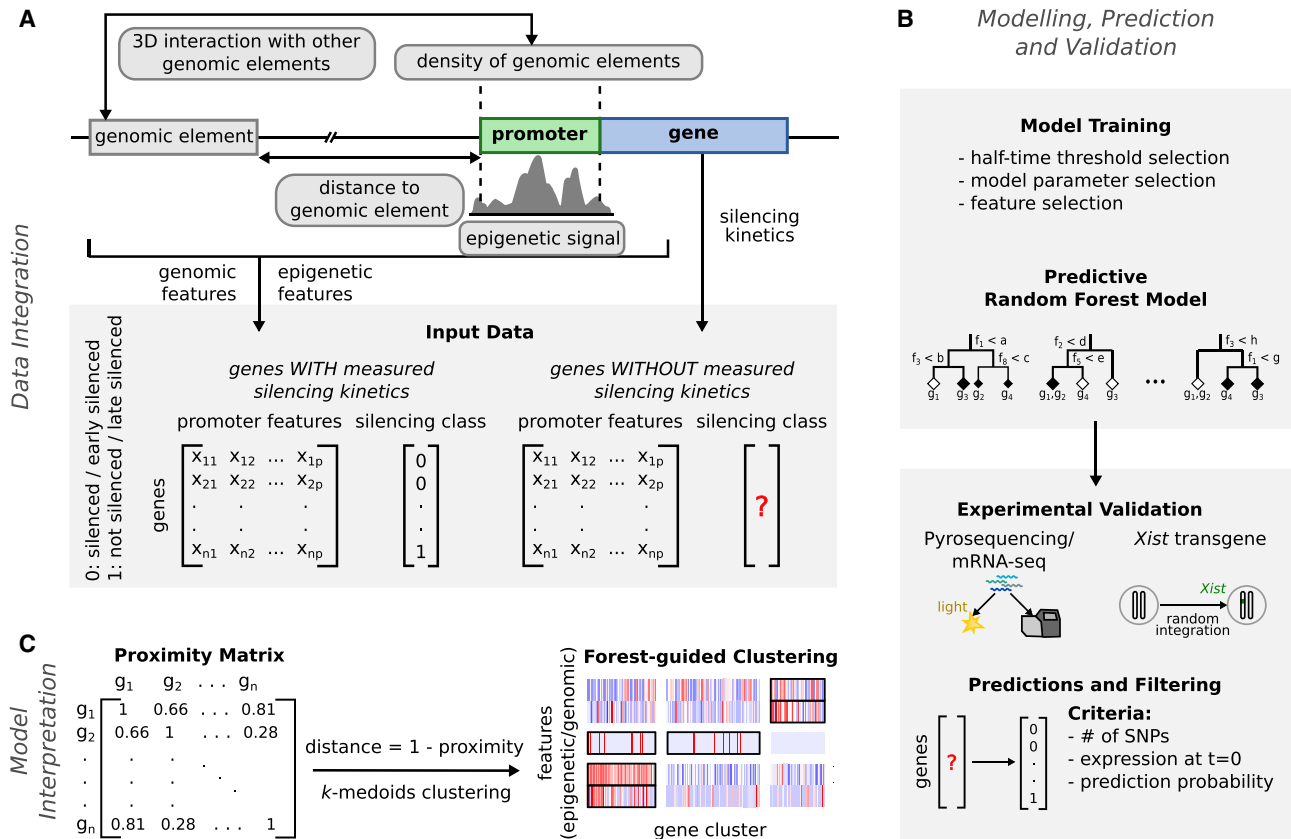 A
3D interaction with other
genomic elements
density of genomic elements
genomic element
//
promoter
gene
distance to
genomic element
epigenetic signal
silencing
kinetics
genomic
features
epigenetic
features
Data Integration
Input Data
0: silenced / early silenced
1: not silenced / late silenced
genes WITH measured
silencing kinetics
promoter features
silencing class
genes
x11 x12 ... x1p
x21 x22 ... x2p
. . .
. . .
xn1 xn2 ... xnp
0
0
.
.
1
genes WITHOUT measured
silencing kinetics
promoter features
silencing class
x11 x12 ... x1p
x21 x22 ... x2p
. . .
. . .
xn1 xn2 ... xnp
?
B
Modelling, Prediction
and Validation
Model Training
- half-time threshold selection
- model parameter selection
- feature selection
Predictive
Random Forest Model
f1 < a
f3 < b
f8 < c
g1 g3 g2 g4
f2 < d
f5 < e
g1,g2 g4 g3
...
f3 < h
f1 < g
g1,g2 g4 g3
Experimental Validation
Pyrosequencing/
mRNA-seq
light
Xist transgene
Xist
random
integration
Predictions and Filtering
genes
?
0
0
.
.
1
Criteria:
- # of SNPs
- expression at t=0
- prediction probability
C
Model
Interpretation
Proximity Matrix
g1 g2 . . . gn
g1 1 0.66 . . . 0.81
g2 0.66 1 . . . 0.28
. . . .
. . . .
. . . .
gn 0.81 0.28 . . . 1
distance = 1 - proximity
k-medoids clustering
Forest-guided Clustering
features
(epigenetic/genomic)
gene cluster